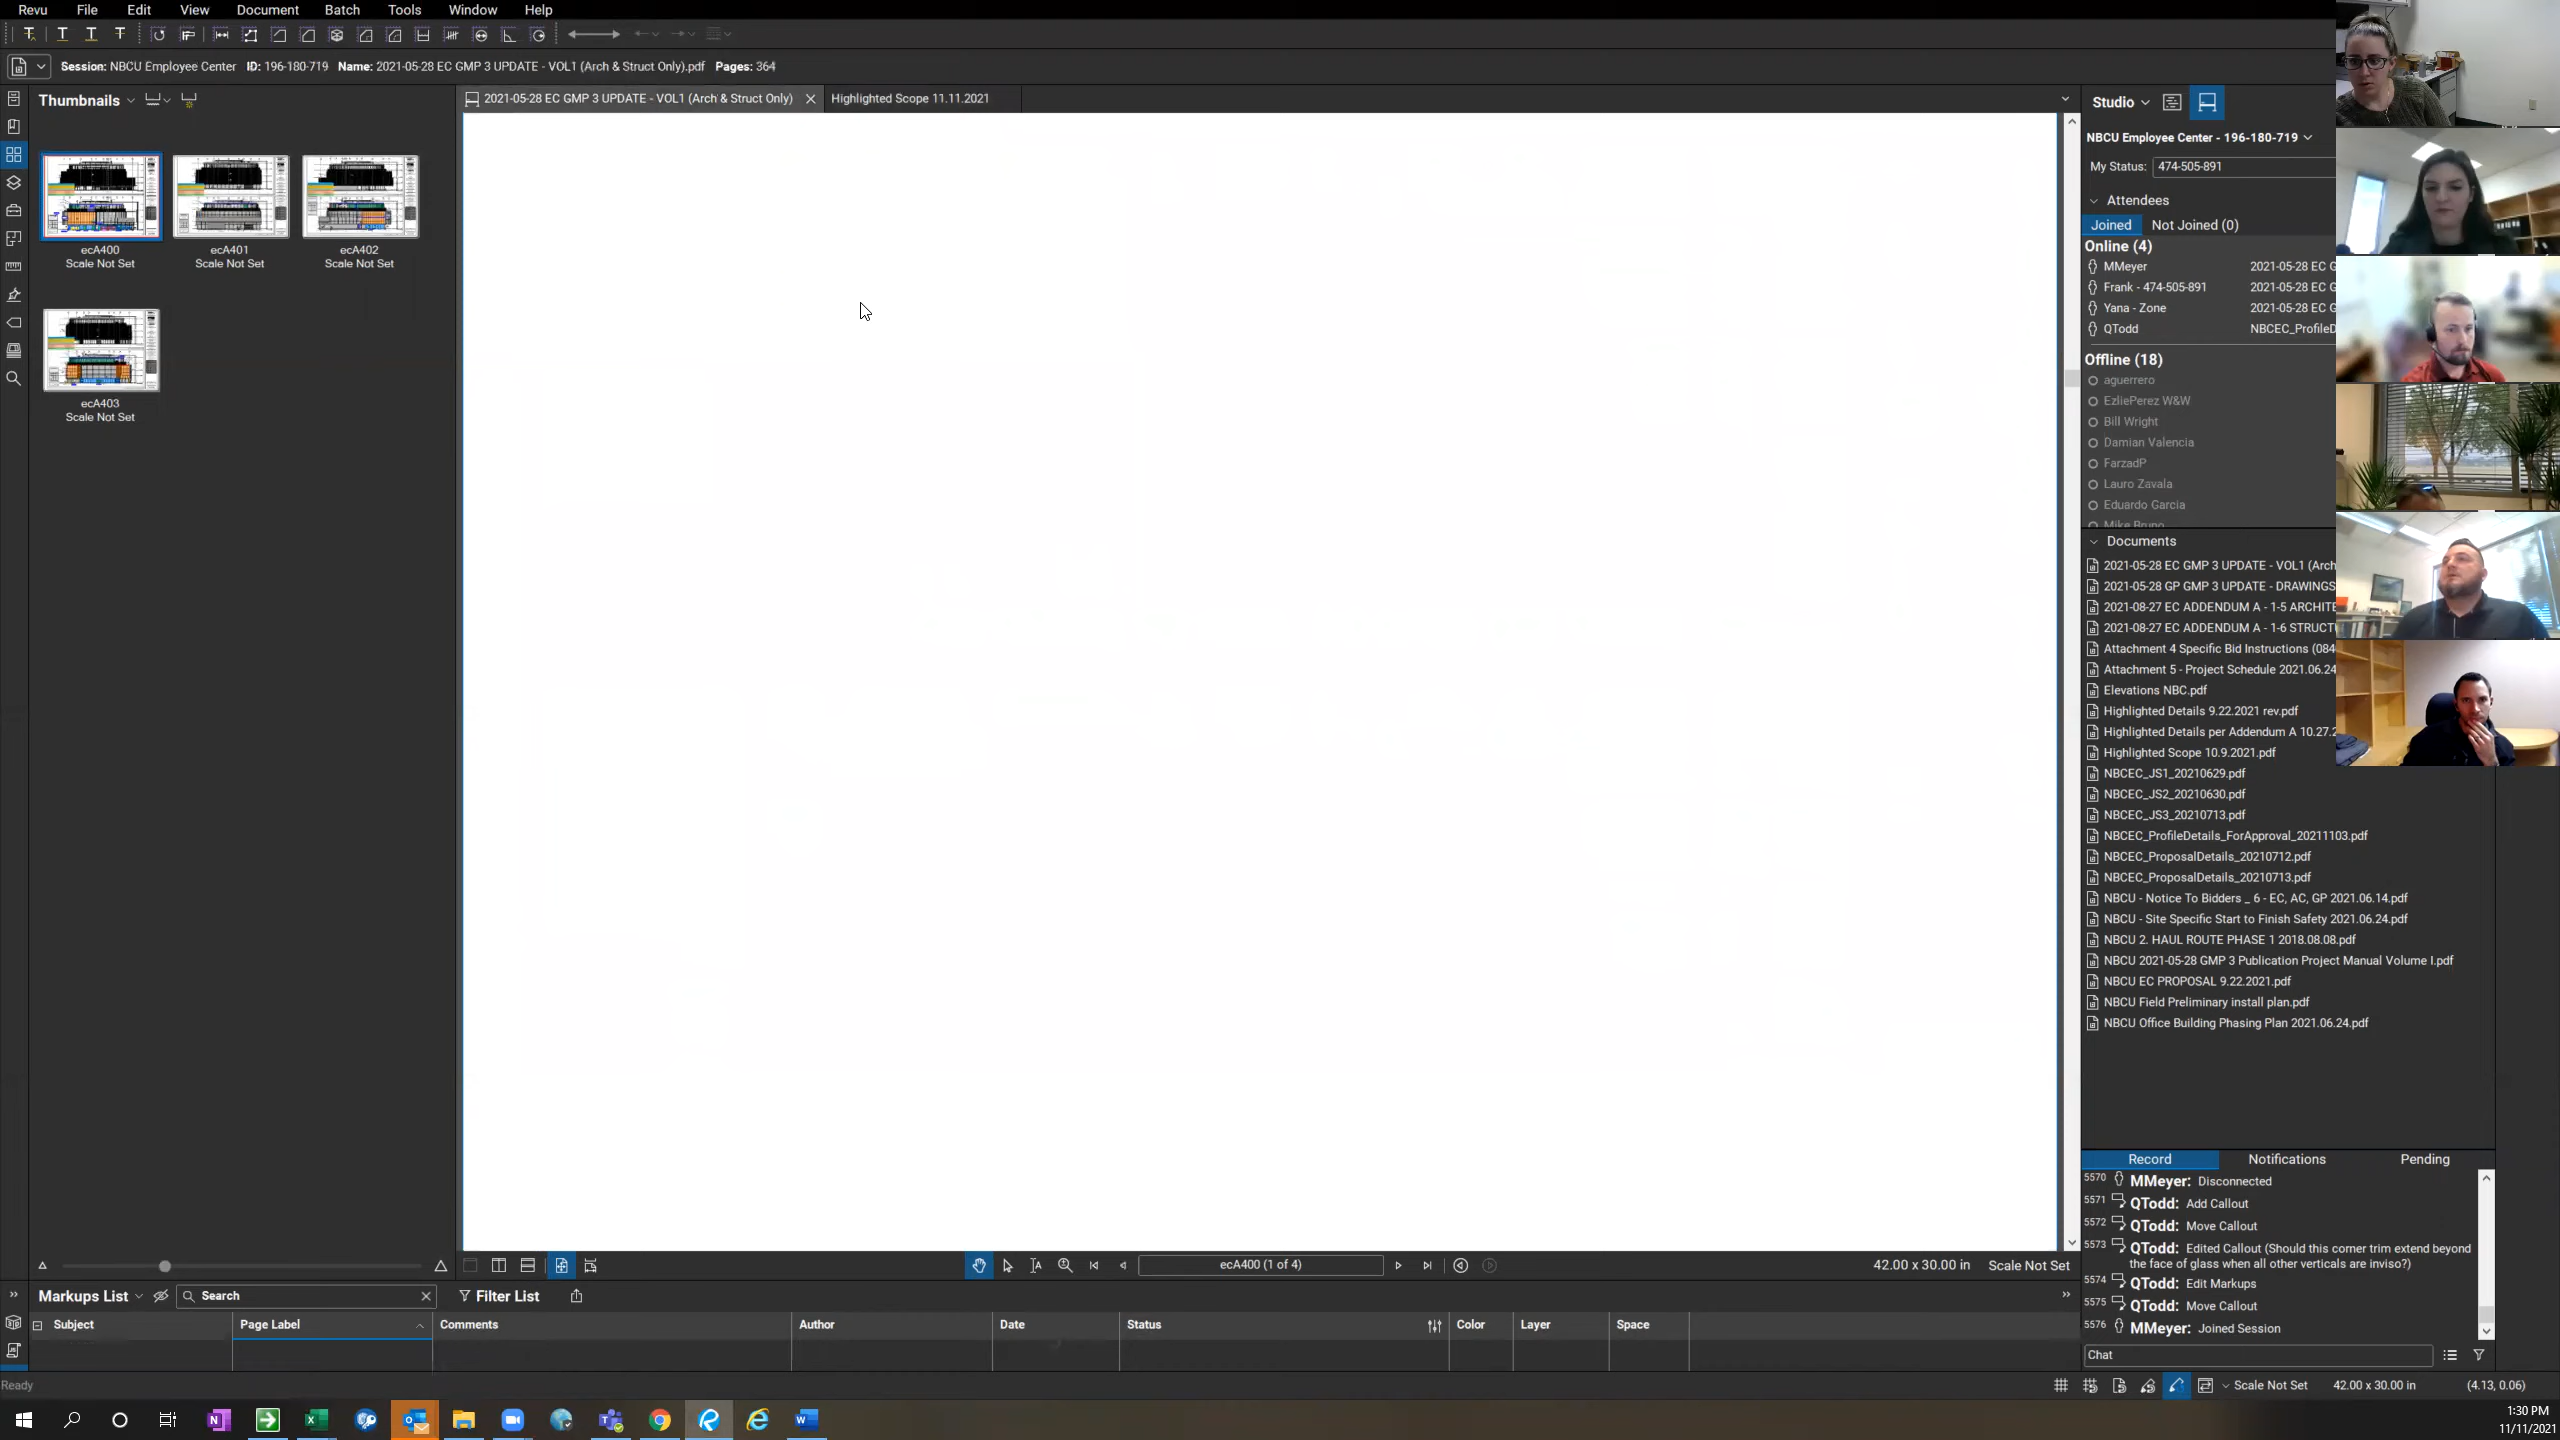 Revu File Edit View Document Batch Tools Window Help
Session: NBCU Employee Center ID: 196-180-719 Name: 2021-05-28 EC GMP 3 UPDATE - VOL1 (Arch & Struct Only).pdf Pages: 364
Thumbnails
2021-05-28 EC GMP 3 UPDATE - VOL1 (Arch & Struct Only)
Highlighted Scope 11.11.2021
ecA400
Scale Not Set
ecA401
Scale Not Set
ecA402
Scale Not Set
ecA403
Scale Not Set
Studio
NBCU Employee Center - 196-180-719
My Status: 474-505-891
Attendees
Joined Not Joined (0)
Online (4)
MMeyer 2021-05-28 EC G
Frank - 474-505-891 2021-05-28 EC G
Yana - Zone 2021-05-28 EC G
QTodd NBCEC_ProfileD
Offline (18)
aguerrero
EzliePerez W&W
Bill Wright
Damian Valencia
FarzadP
Lauro Zavala
Eduardo Garcia
Mike Bruno
Documents
2021-05-28 EC GMP 3 UPDATE - VOL1 (Arch
2021-05-28 GP GMP 3 UPDATE - DRAWINGS
2021-08-27 EC ADDENDUM A - 1-5 ARCHITE
2021-08-27 EC ADDENDUM A - 1-6 STRUCT
Attachment 4 Specific Bid Instructions (084
Attachment 5 - Project Schedule 2021.06.24
Elevations NBC.pdf
Highlighted Details 9.22.2021 rev.pdf
Highlighted Details per Addendum A 10.27.2
Highlighted Scope 10.9.2021.pdf
NBCEC_JS1_20210629.pdf
NBCEC_JS2_20210630.pdf
NBCEC_JS3_20210713.pdf
NBCEC_ProfileDetails_ForApproval_20211103.pdf
NBCEC_ProposalDetails_20210712.pdf
NBCEC_ProposalDetails_20210713.pdf
NBCU - Notice To Bidders _ 6 - EC, AC, GP 2021.06.14.pdf
NBCU - Site Specific Start to Finish Safety 2021.06.24.pdf
NBCU 2. HAUL ROUTE PHASE 1 2018.08.08.pdf
NBCU 2021-05-28 GMP 3 Publication Project Manual Volume I.pdf
NBCU EC PROPOSAL 9.22.2021.pdf
NBCU Field Preliminary install plan.pdf
NBCU Office Building Phasing Plan 2021.06.24.pdf
Record Notifications Pending
5570 MMeyer: Disconnected
5571 QTodd: Add Callout
5572 QTodd: Move Callout
5573 QTodd: Edited Callout (Should this corner trim extend beyond
the face of glass when all other verticals are inviso?)
5574 QTodd: Edit Markups
5575 QTodd: Move Callout
5576 MMeyer: Joined Session
Chat
ecA400 (1 of 4)
42.00 x 30.00 in Scale Not Set
Markups List Search Filter List
Subject Page Label Comments Author Date Status Color Layer Space
Ready
Scale Not Set 42.00 x 30.00 in (4.13, 0.06)
1:30 PM
11/11/2021